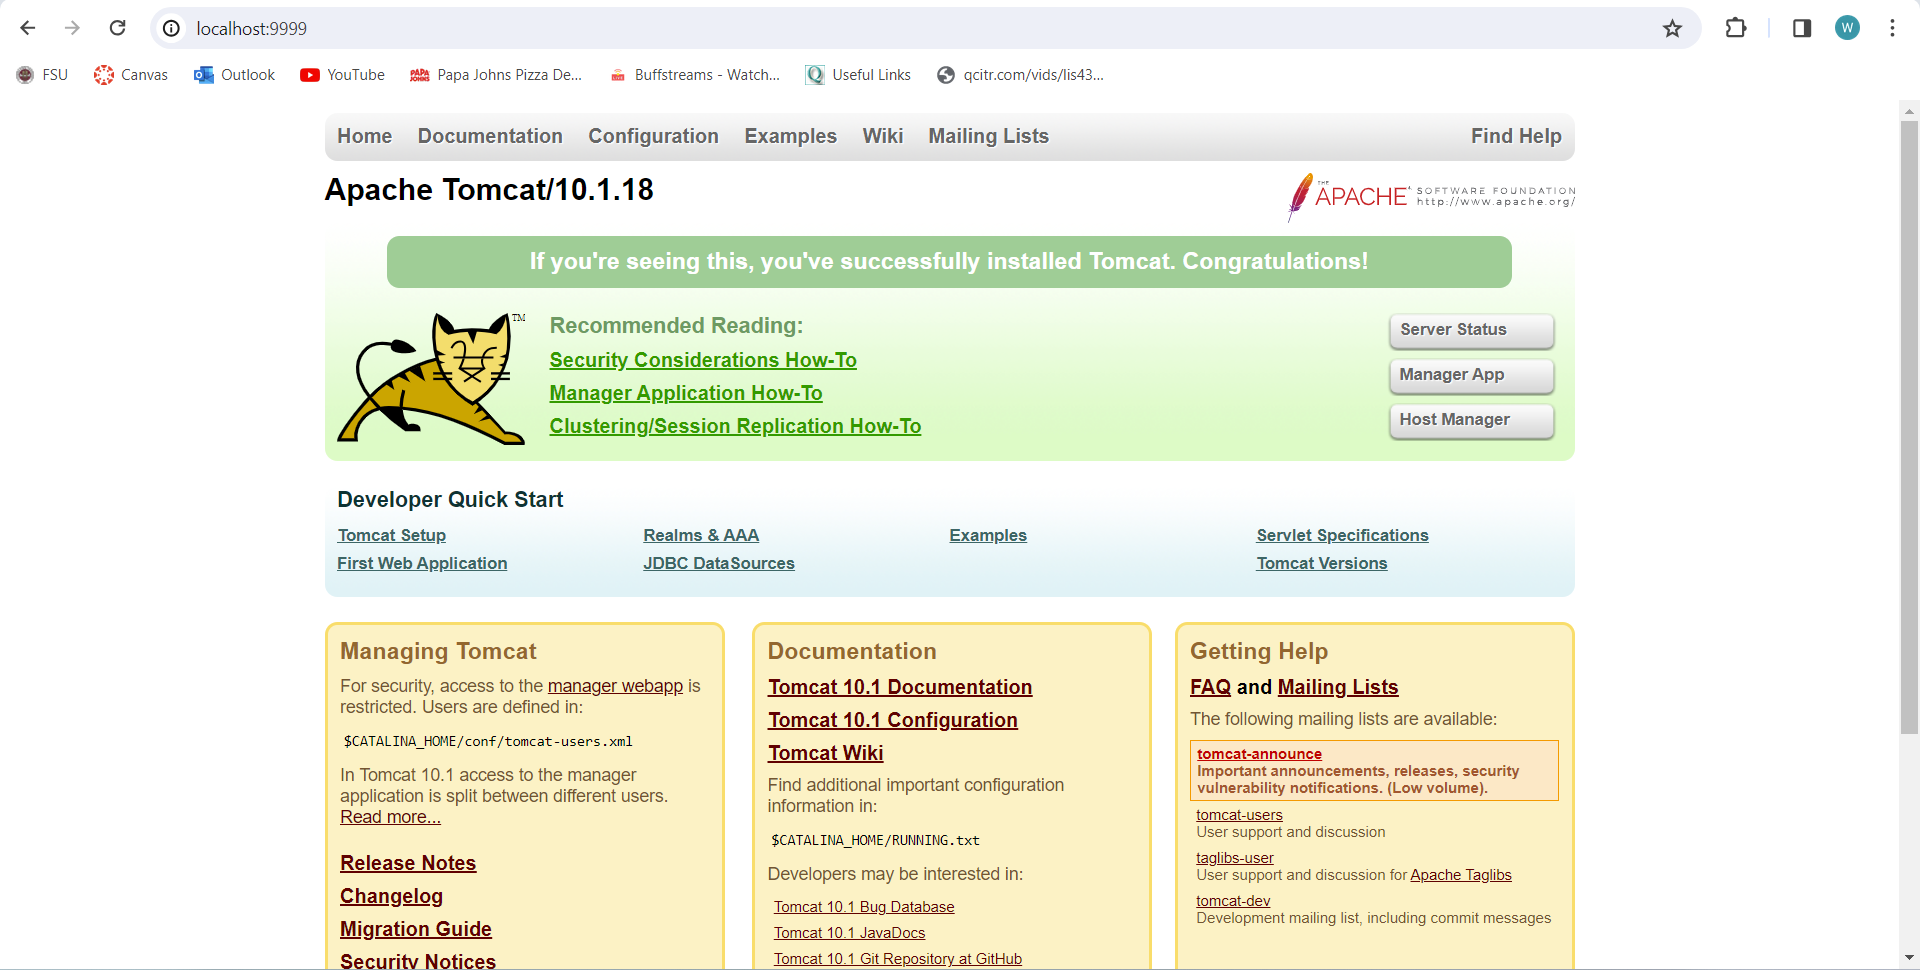 localhost:9999
W
FSU Canvas Outlook YouTube Papa Johns Pizza De... Buffstreams - Watch... Useful Links qcitr.com/vids/lis43...
Home Documentation Configuration Examples Wiki Mailing Lists Find Help
Apache Tomcat/10.1.18
THE APACHE SOFTWARE FOUNDATION
http://www.apache.org/
If you're seeing this, you've successfully installed Tomcat. Congratulations!
TM
Recommended Reading:
Security Considerations How-To
Manager Application How-To
Clustering/Session Replication How-To
Server Status
Manager App
Host Manager
Developer Quick Start
Tomcat Setup Realms & AAA Examples Servlet Specifications
First Web Application JDBC DataSources Tomcat Versions
Managing Tomcat
For security, access to the manager webapp is
restricted. Users are defined in:
$CATALINA_HOME/conf/tomcat-users.xml
In Tomcat 10.1 access to the manager
application is split between different users.
Read more...
Release Notes
Changelog
Migration Guide
Security Notices
Documentation
Tomcat 10.1 Documentation
Tomcat 10.1 Configuration
Tomcat Wiki
Find additional important configuration
information in:
$CATALINA_HOME/RUNNING.txt
Developers may be interested in:
Tomcat 10.1 Bug Database
Tomcat 10.1 JavaDocs
Tomcat 10.1 Git Repository at GitHub
Getting Help
FAQ and Mailing Lists
The following mailing lists are available:
tomcat-announce
Important announcements, releases, security
vulnerability notifications. (Low volume).
tomcat-users
User support and discussion
taglibs-user
User support and discussion for Apache Taglibs
tomcat-dev
Development mailing list, including commit messages